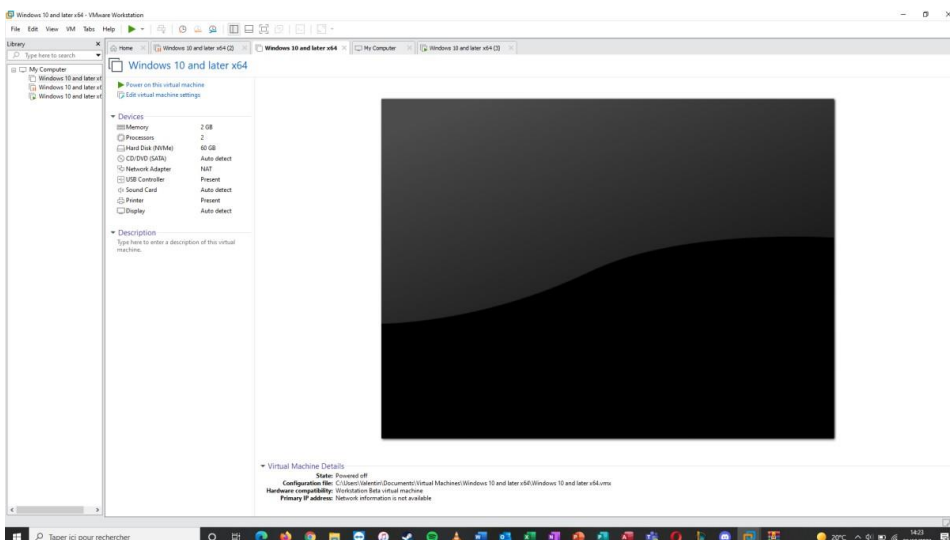 Windows 10 and later x64 - VMware Workstation
File Edit View VM Tabs Help
Library
Type here to search
My Computer
Windows 10 and later x6
Windows 10 and later x6
Windows 10 and later x6
Home
Windows 10 and later x64 (2)
Windows 10 and later x64
My Computer
Windows 10 and later x64 (3)
Windows 10 and later x64
Power on this virtual machine
Edit virtual machine settings
Devices
Memory 2 GB
Processors 2
Hard Disk (NVMe) 60 GB
CD/DVD (SATA) Auto detect
Network Adapter NAT
USB Controller Present
Sound Card Auto detect
Printer Present
Display Auto detect
Description
Type here to enter a description of this virtual
machine.
Virtual Machine Details
State: Powered off
Configuration file: C:\Users\Valentin\Documents\Virtual Machines\Windows 10 and later x64\Windows 10 and later x64.vmx
Hardware compatibility: Workstation Beta virtual machine
Primary IP address: Network information is not available
Taper ici pour rechercher
20°C
14:23